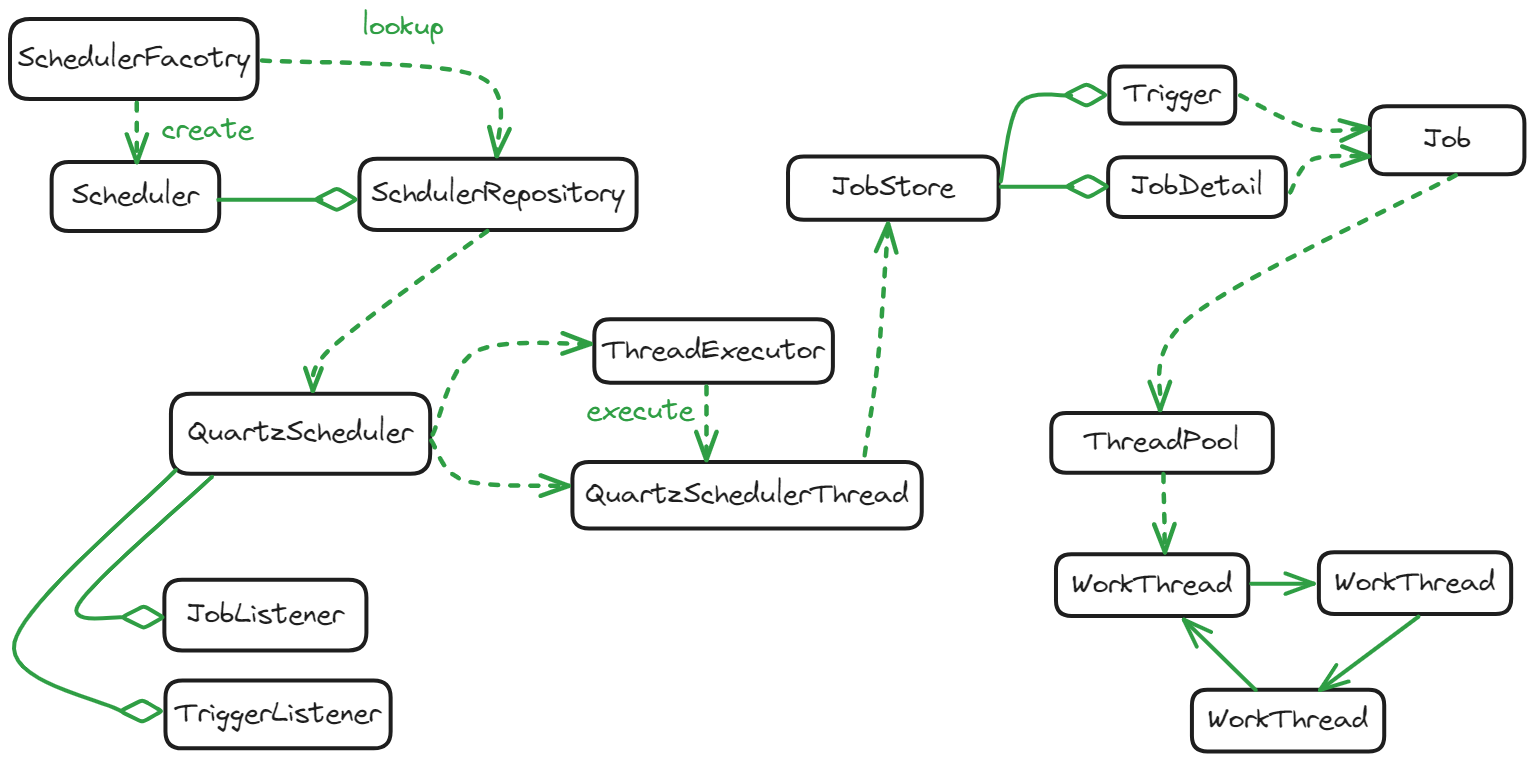 lookup
SchedulerFacotry
create
Scheduler
SchdulerRepository
JobStore
Trigger
JobDetail
Job
ThreadExecutor
execute
QuartzScheduler
QuartzSchedulerThread
ThreadPool
WorkThread
WorkThread
WorkThread
JobListener
TriggerListener